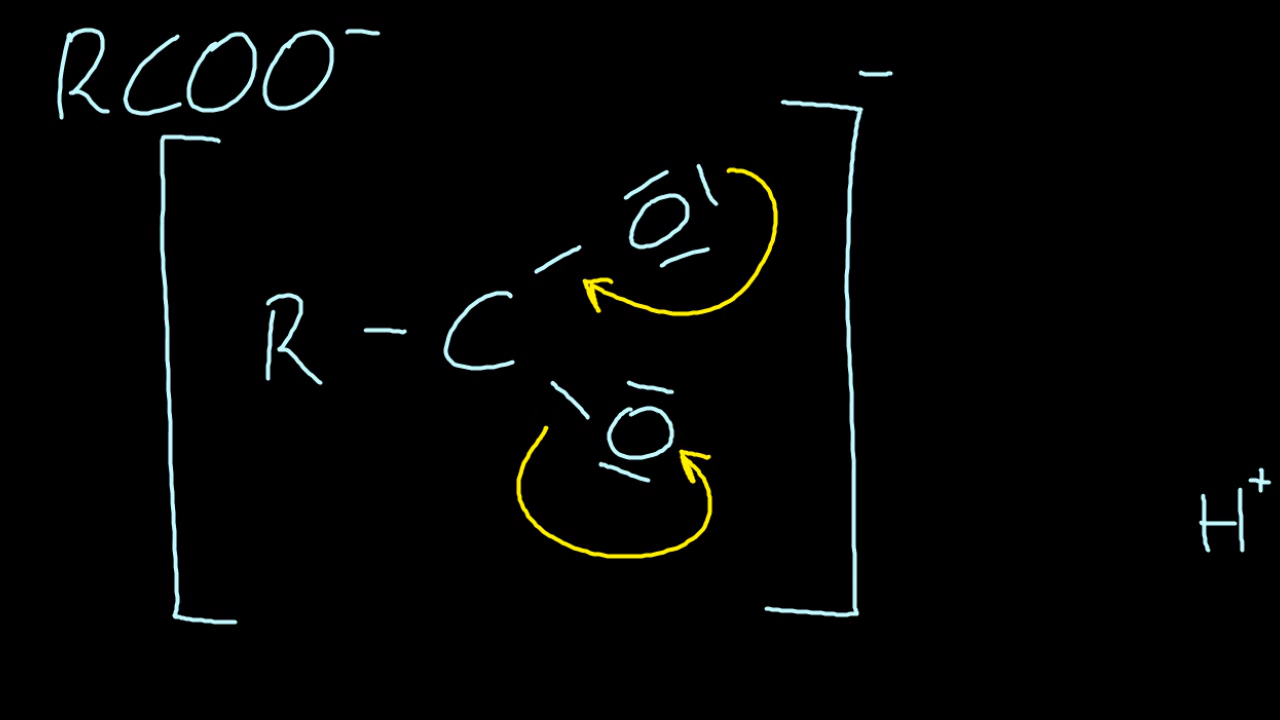 RCOO⁻
[R - C - O \ O]⁻
H⁺